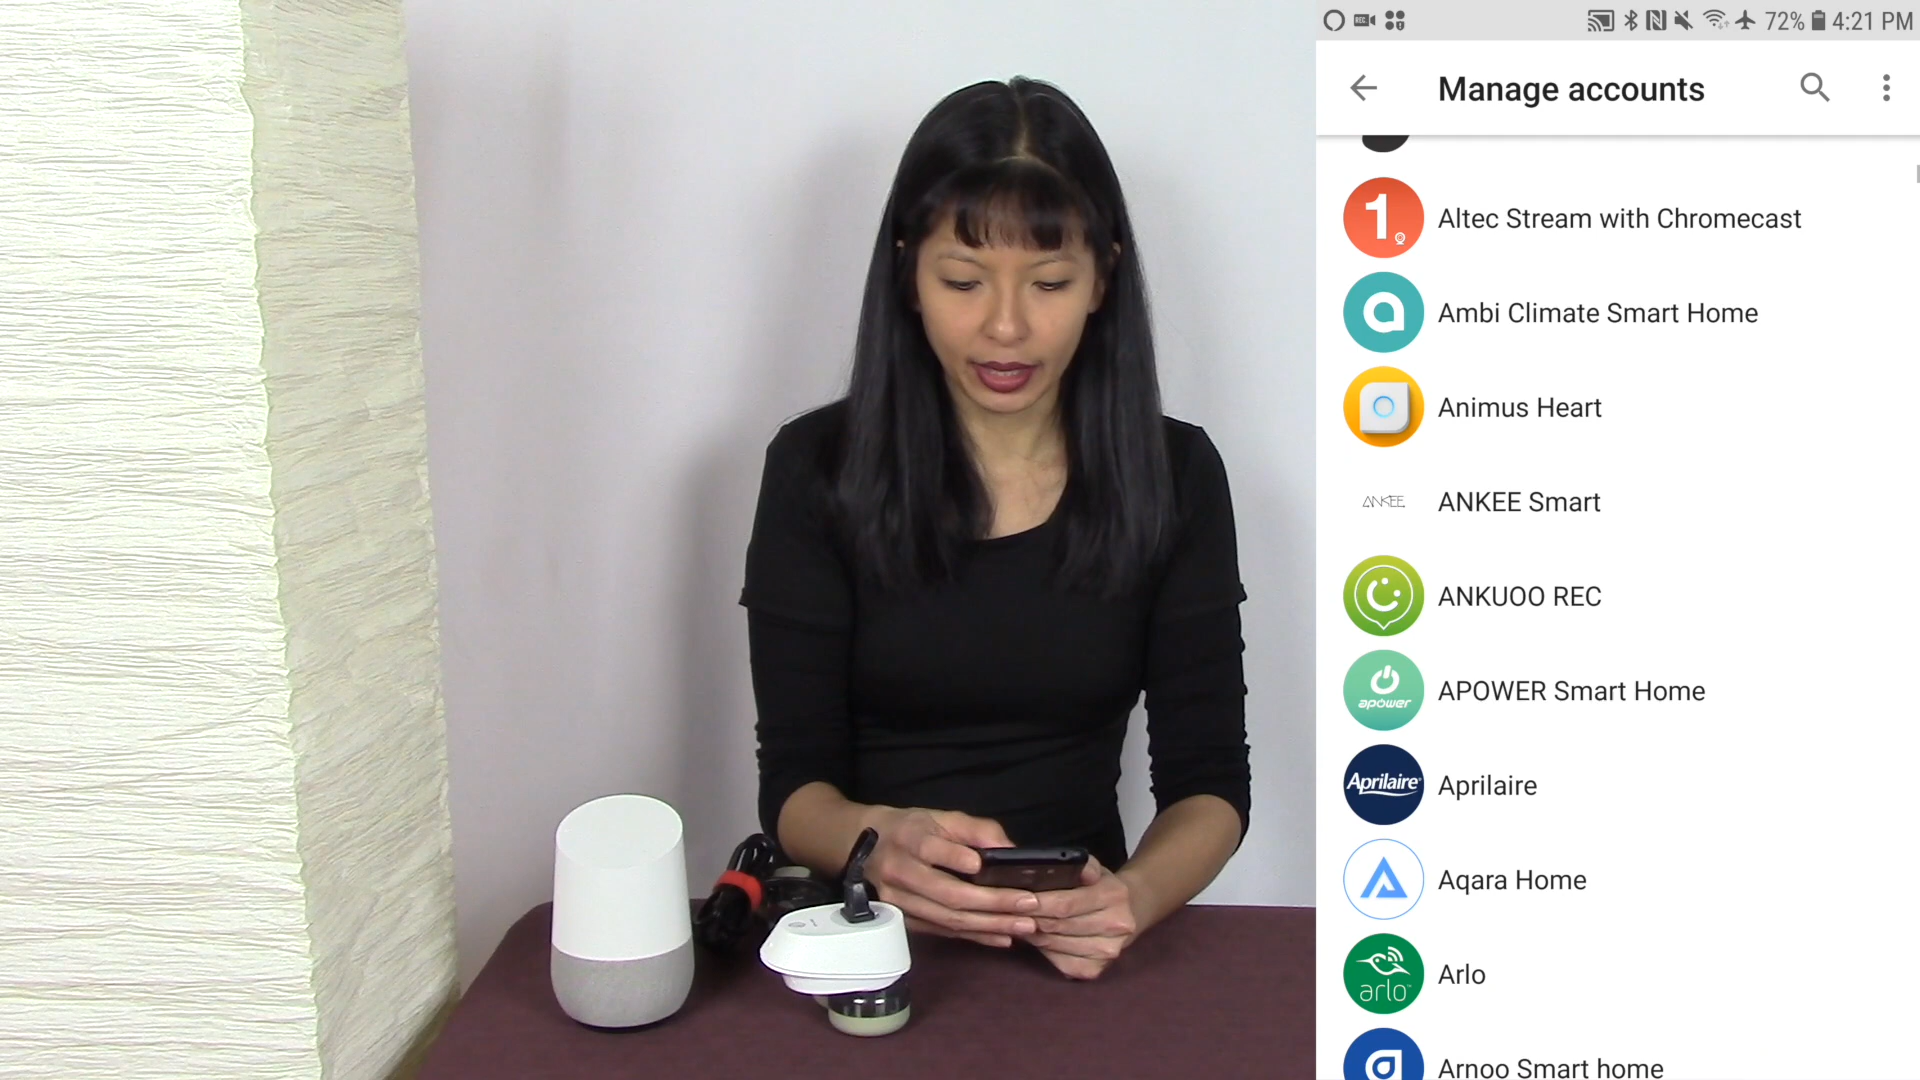 REC
72% 4:21 PM
Manage accounts
1
Altec Stream with Chromecast
a
Ambi Climate Smart Home
Animus Heart
ANKEE
ANKEE Smart
ANKUOO REC
apower
APOWER Smart Home
Aprilaire
Aprilaire
Aqara Home
arlo
Arlo
Arnoo Smart home